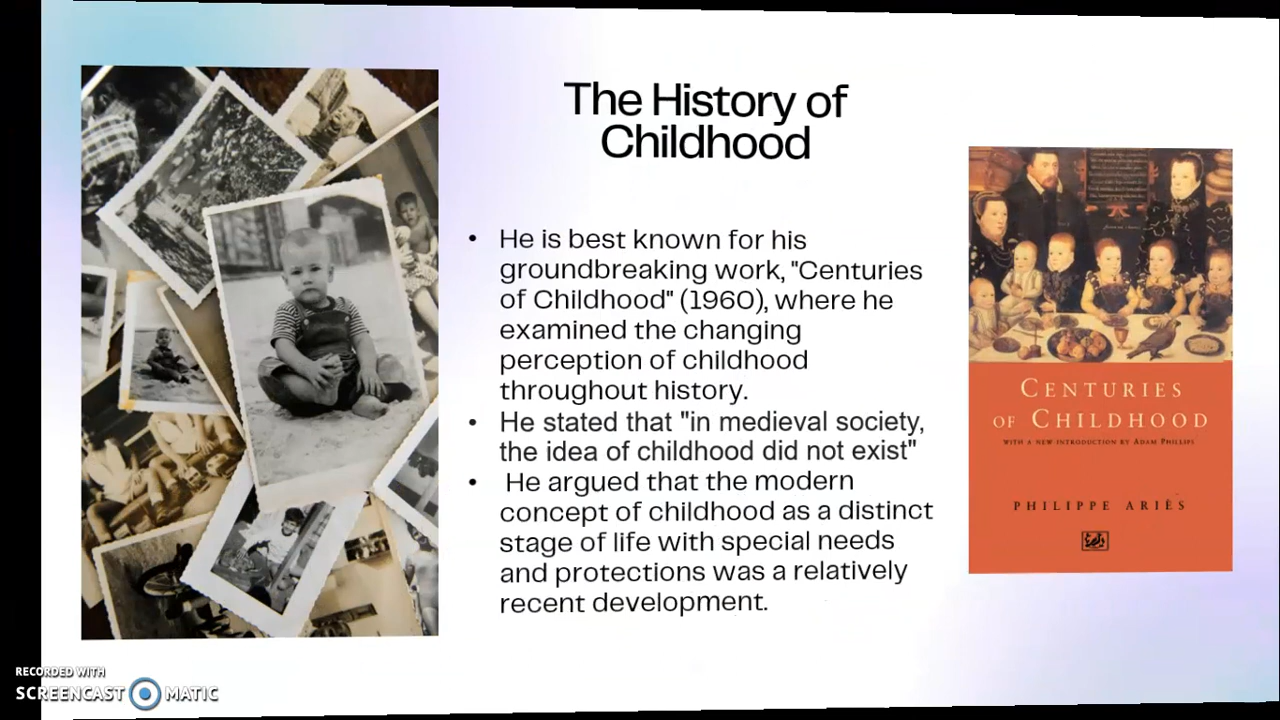 The History of
Childhood
• He is best known for his
groundbreaking work, "Centuries
of Childhood" (1960), where he
examined the changing
perception of childhood
throughout history.
• He stated that "in medieval society,
the idea of childhood did not exist"
• He argued that the modern
concept of childhood as a distinct
stage of life with special needs
and protections was a relatively
recent development.
CENTURIES
OF CHILDHOOD
WITH A NEW INTRODUCTION BY ADAM PHILLIPS
PHILIPPE ARIÈS
RECORDED WITH
SCREENCAST MATIC